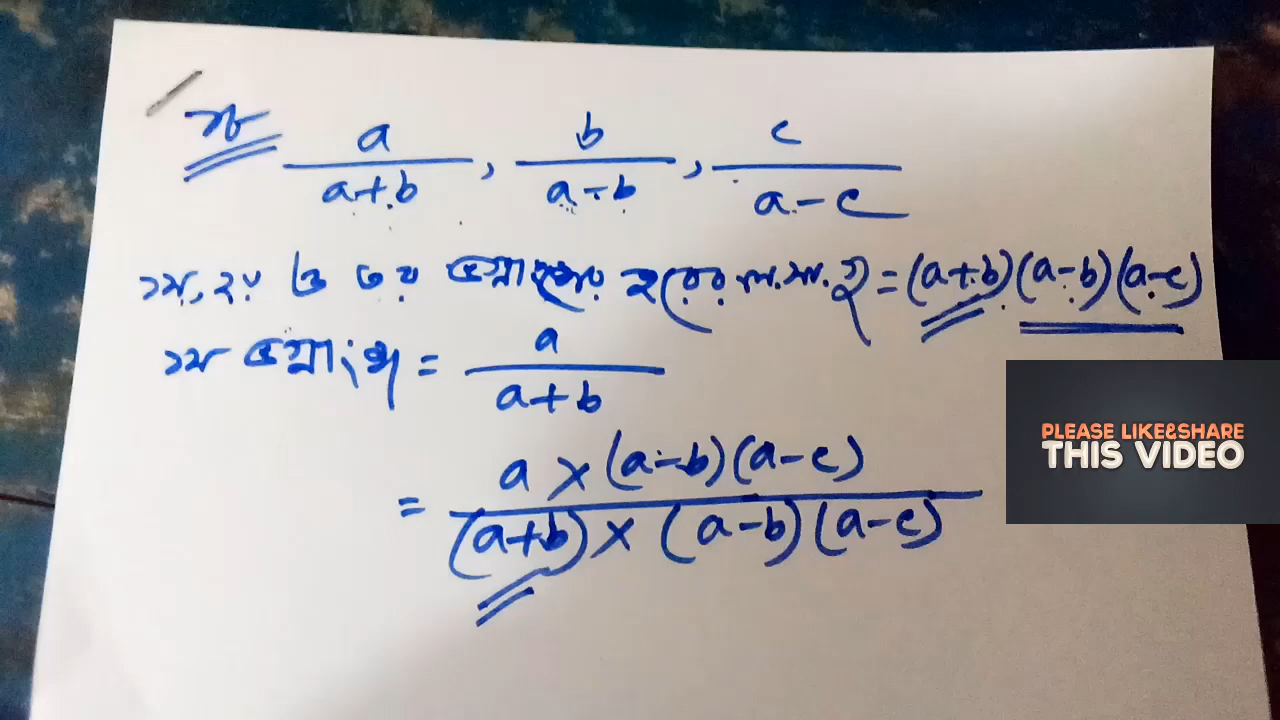 a/(a+b), b/(a-b), c/(a-c)
১ম, ২য় ও ৩য় ভগ্নাংশের হরের ল.সা.গু = (a+b)(a-b)(a-c)
১ম ভগ্নাংশ = a/(a+b)
= a×(a-b)(a-c)/(a+b)×(a-b)(a-c)
PLEASE LIKE&SHARE
THIS VIDEO